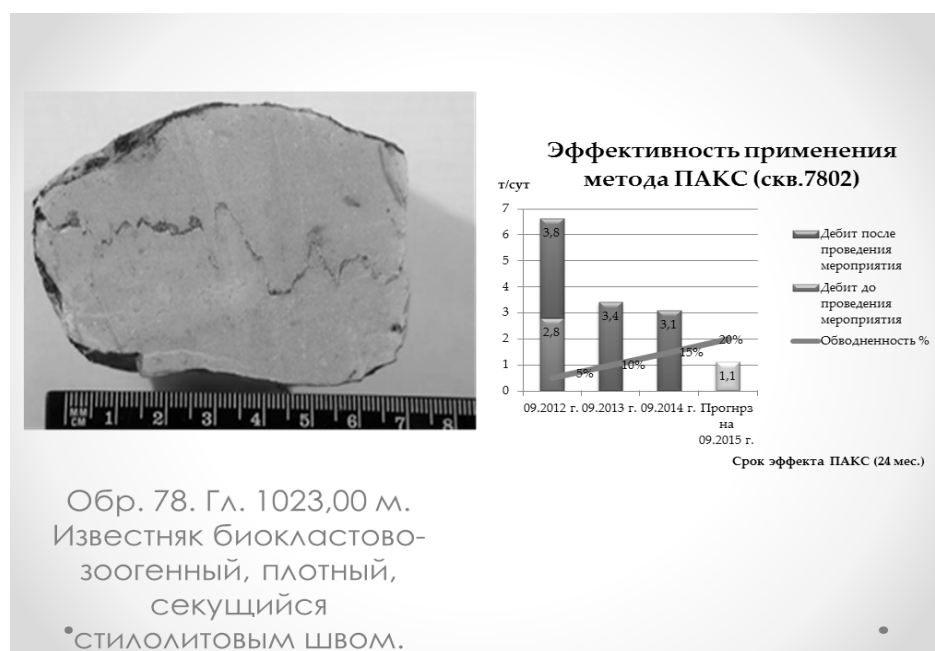 Эффективность применения
метода ПАКС (скв.7802)
т/сут
7
6
5
4
3
2
1
0
3,8
2,8
3,4
3,1
1,1
5%
10%
15%
20%
09.2012 г. 09.2013 г. 09.2014 г. Прогнрз
на
09.2015 г.
Дебит после
проведения
мероприятия
Дебит до
проведения
мероприятия
Обводненность %
Срок эффекта ПАКС (24 мес.)
MM
CM
1 2 3 4 5 6 7 8
Обр. 78. Гл. 1023,00 м.
Известняк биокластово-
зоогенный, плотный,
секущийся
стилолитовым швом.